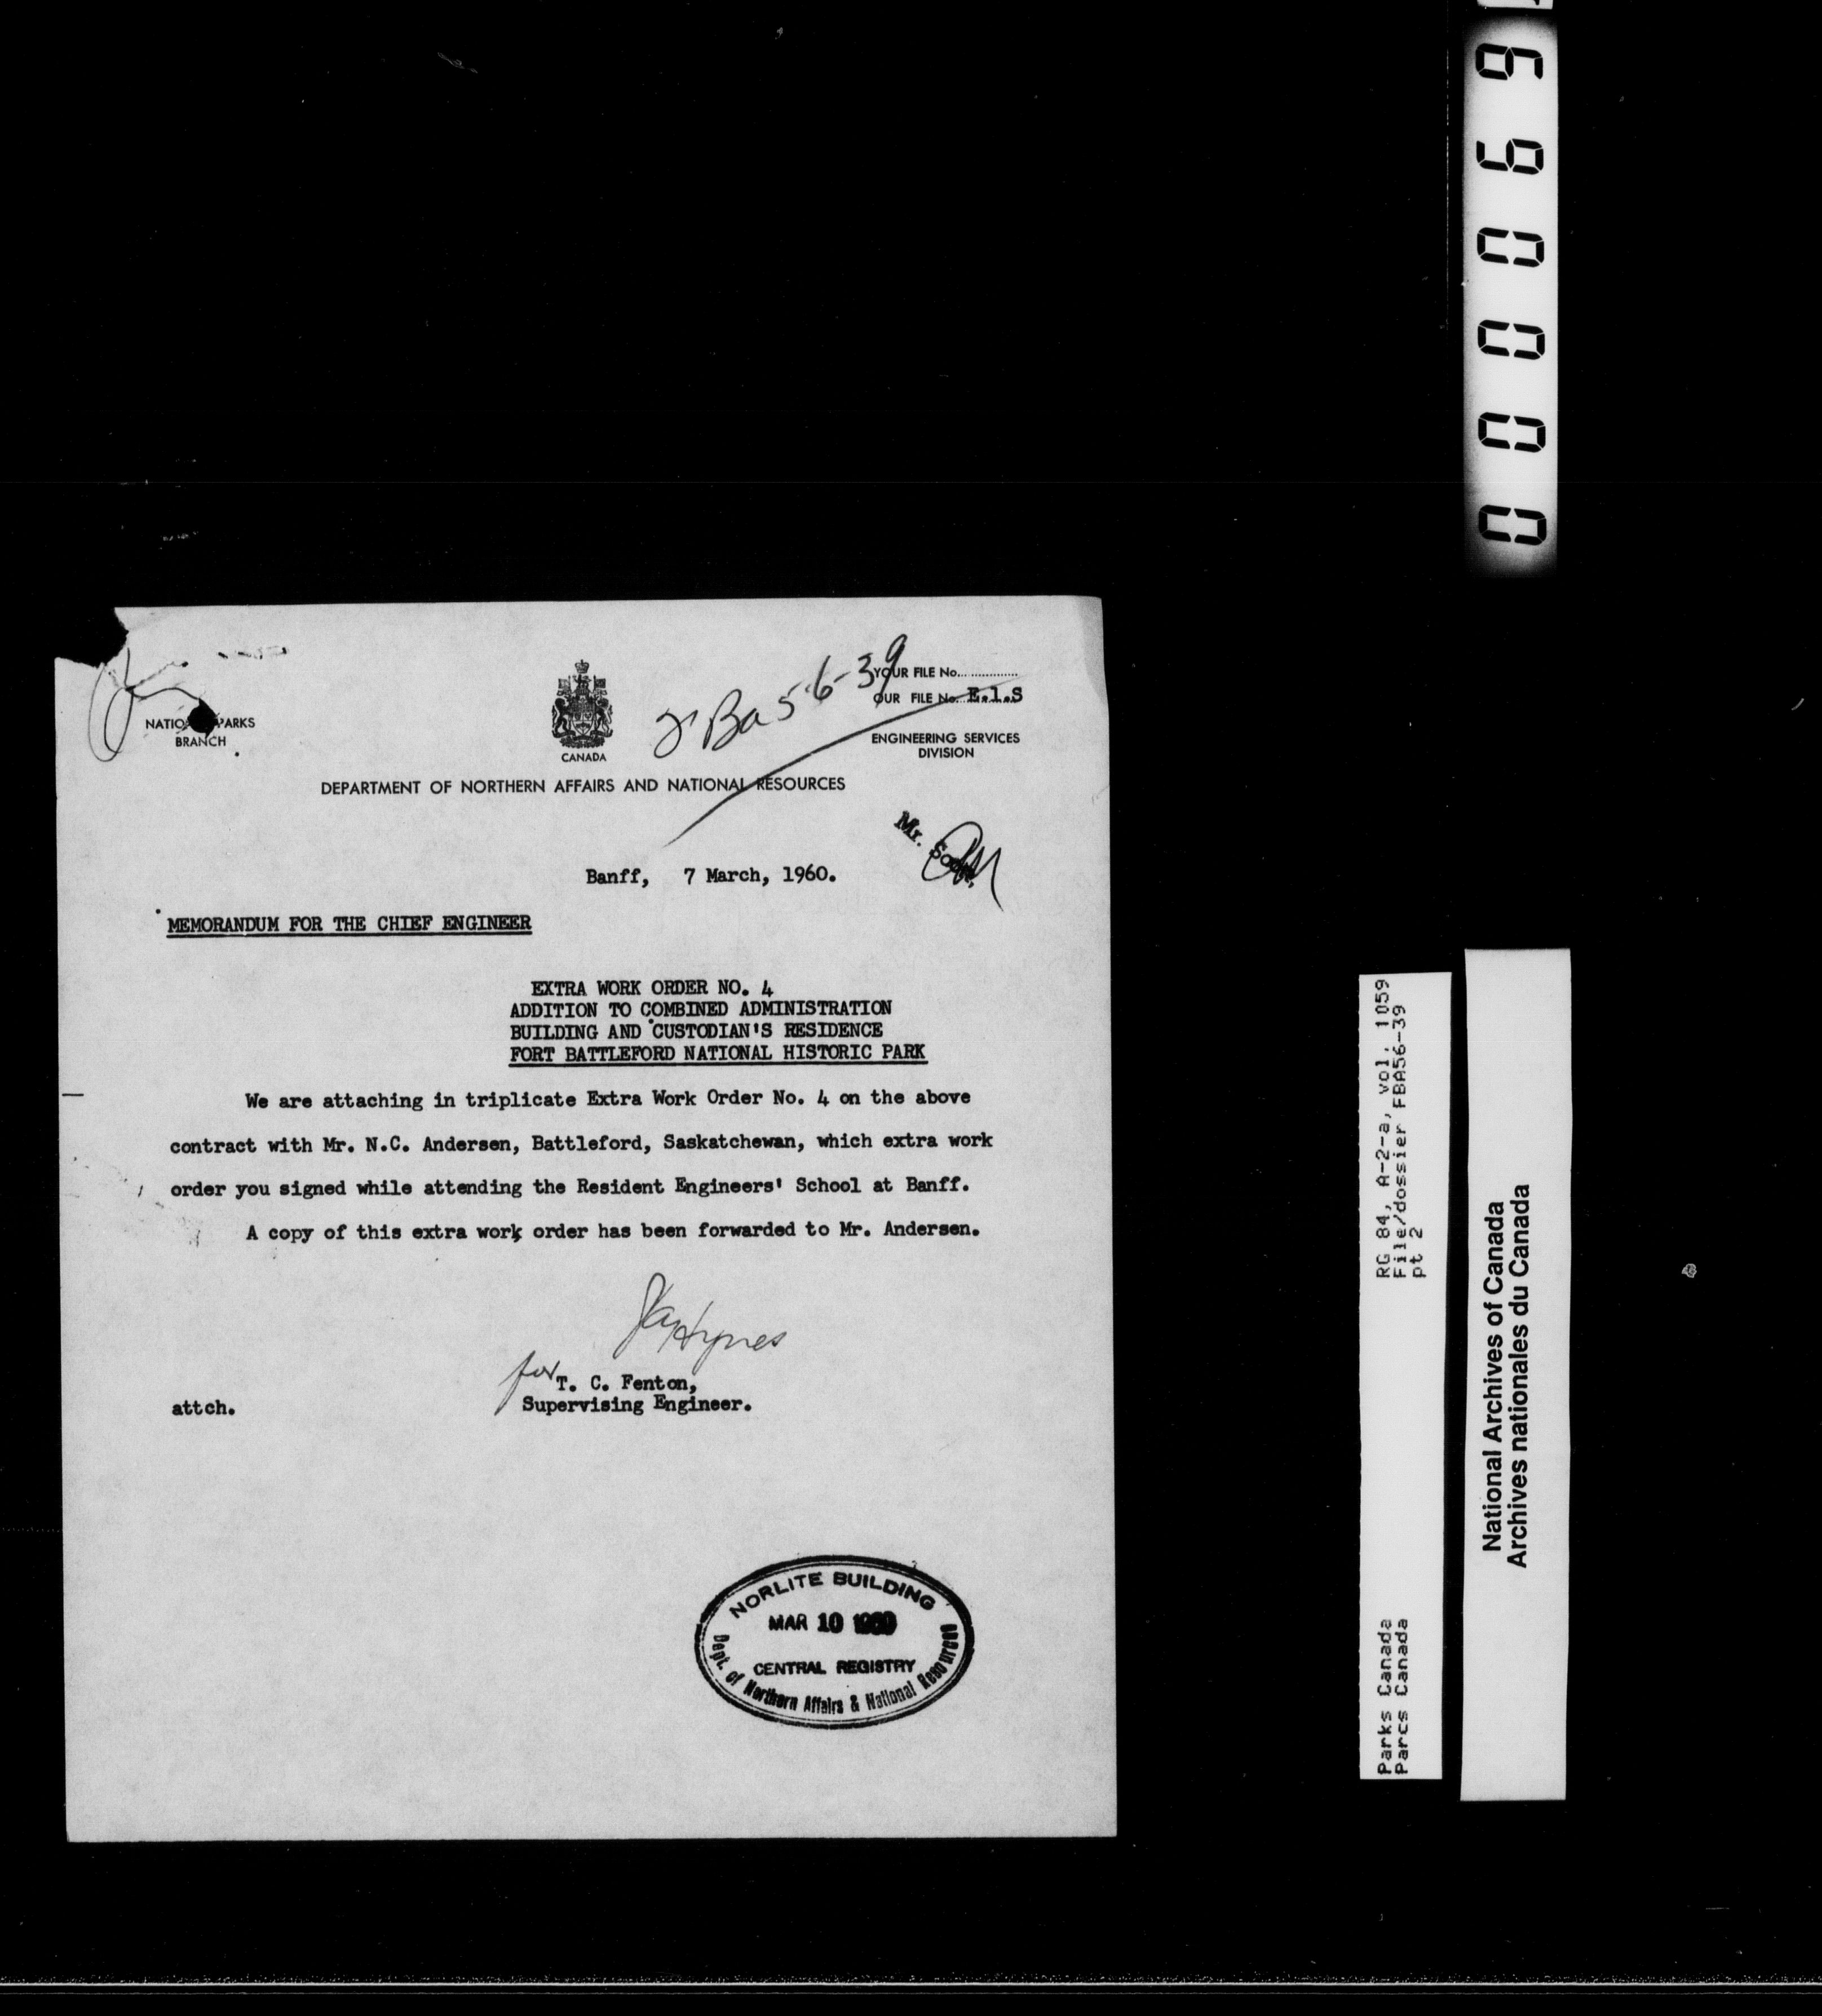 NATIONAL PARKS
BRANCH
CANADA
YOUR FILE No.
OUR FILE No. E.1.S
ENGINEERING SERVICES
DIVISION
Ba 56-39
DEPARTMENT OF NORTHERN AFFAIRS AND NATIONAL RESOURCES
Mr.
Banff, 7 March, 1960.
MEMORANDUM FOR THE CHIEF ENGINEER
EXTRA WORK ORDER NO. 4
ADDITION TO COMBINED ADMINISTRATION
BUILDING AND CUSTODIAN'S RESIDENCE
FORT BATTLEFORD NATIONAL HISTORIC PARK
We are attaching in triplicate Extra Work Order No. 4 on the above
contract with Mr. N.C. Andersen, Battleford, Saskatchewan, which extra work
order you signed while attending the Resident Engineers' School at Banff.
A copy of this extra work order has been forwarded to Mr. Andersen.
for T. C. Fenton,
Supervising Engineer.
attch.
NORLITE BUILDING
MAR 10 1960
CENTRAL REGISTRY
Dept. of Northern Affairs & National Resources
000069
RG 84, A-2-a, vol. 1059
File/dossier FBA56-39
pt 2
Parks Canada
Parcs Canada
National Archives of Canada
Archives nationales du Canada